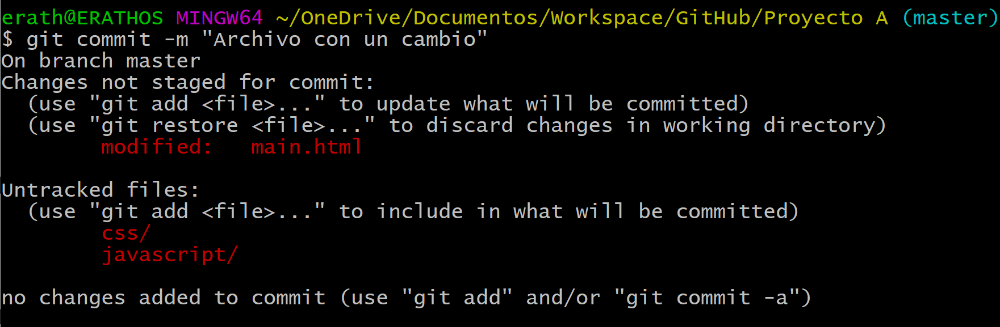 erath@ERATHOS MINGW64 ~/OneDrive/Documentos/Workspace/GitHub/Proyecto A (master)
$ git commit -m "Archivo con un cambio"
On branch master
Changes not staged for commit:
  (use "git add <file>..." to update what will be committed)
  (use "git restore <file>..." to discard changes in working directory)
        modified:   main.html

Untracked files:
  (use "git add <file>..." to include in what will be committed)
        css/
        javascript/

no changes added to commit (use "git add" and/or "git commit -a")